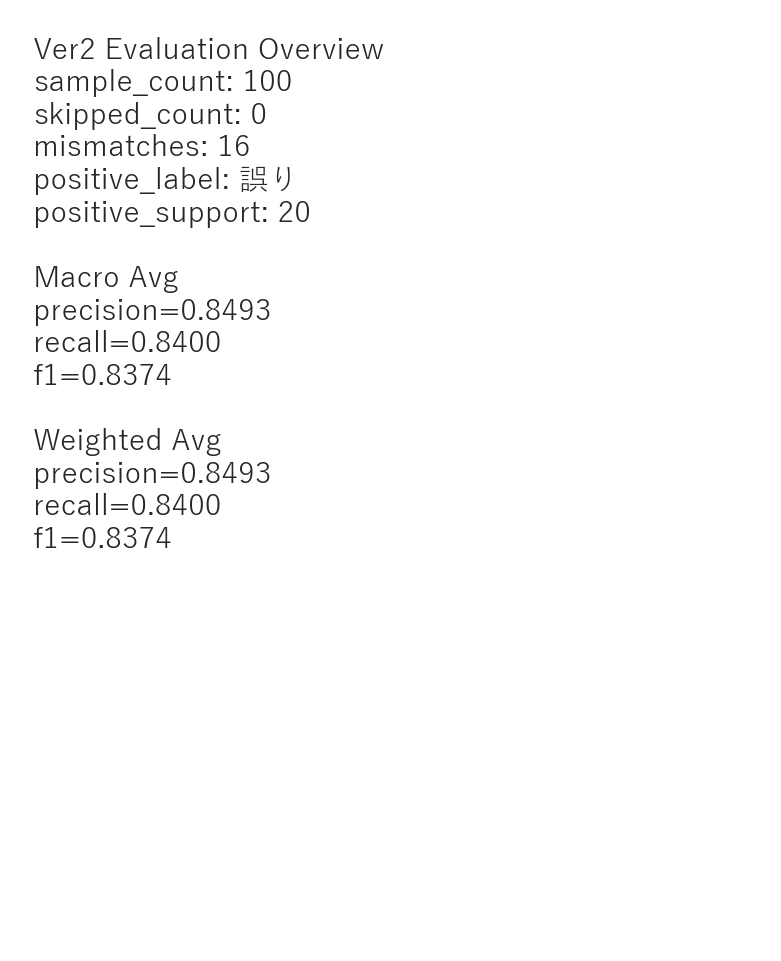 Ver2 Evaluation Overview
sample_count: 100
skipped_count: 0
mismatches: 16
positive_label: 誤り
positive_support: 20
Macro Avg
precision=0.8493
recall=0.8400
f1=0.8374
Weighted Avg
precision=0.8493
recall=0.8400
f1=0.8374